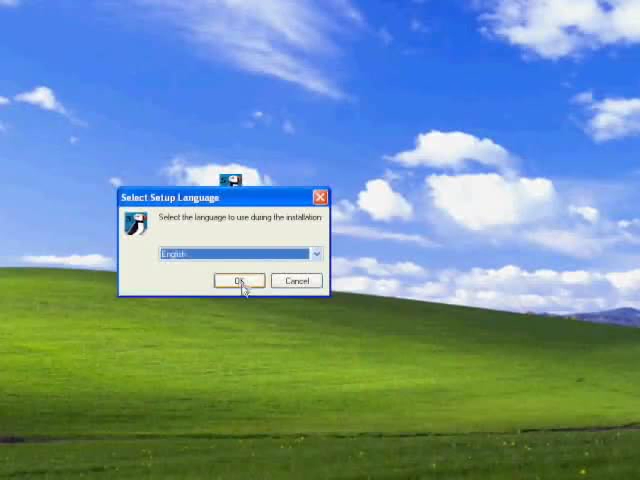 Select Setup Language
Select the language to use during the installation
English
OK
Cancel